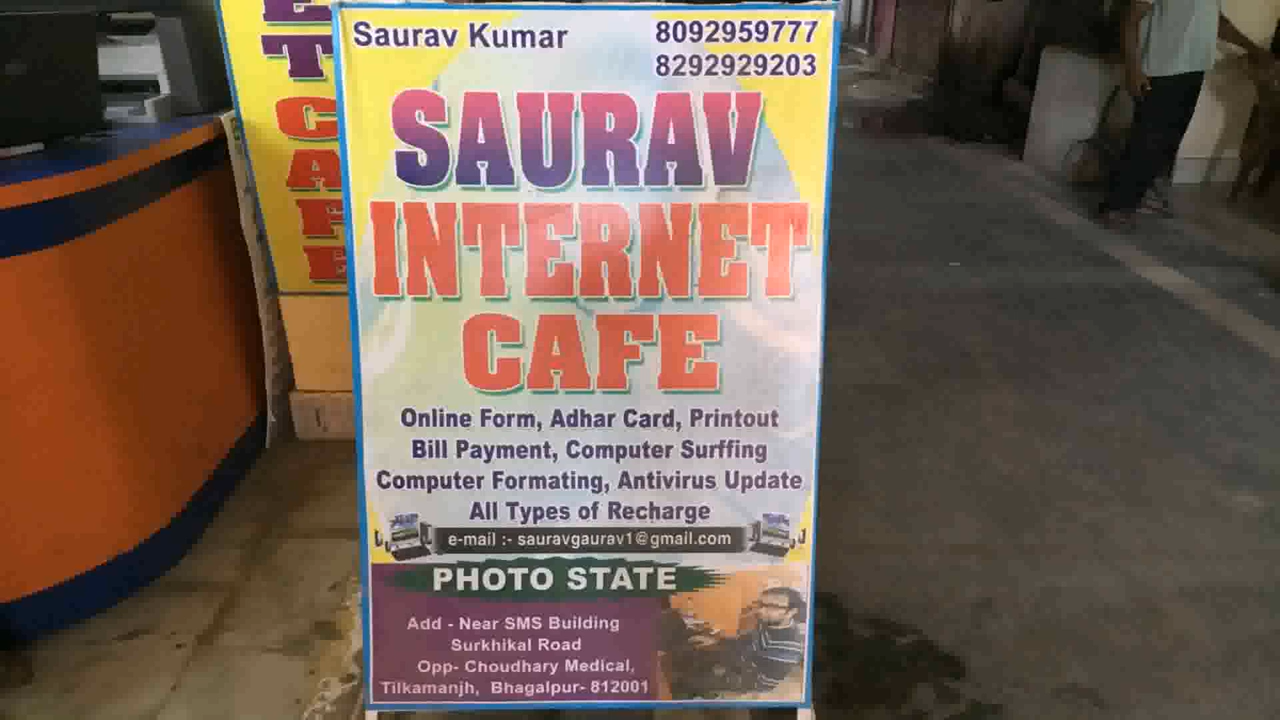 Saurav Kumar
8092959777
8292929203
SAURAV
INTERNET
CAFE
Online Form, Adhar Card, Printout
Bill Payment, Computer Surffing
Computer Formating, Antivirus Update
All Types of Recharge
e-mail :- sauravgaurav1@gmail.com
PHOTO STATE
Add - Near SMS Building
Surkhikal Road
Opp- Choudhary Medical,
Tilkamanjh, Bhagalpur- 812001
E
T
C
A
F
E